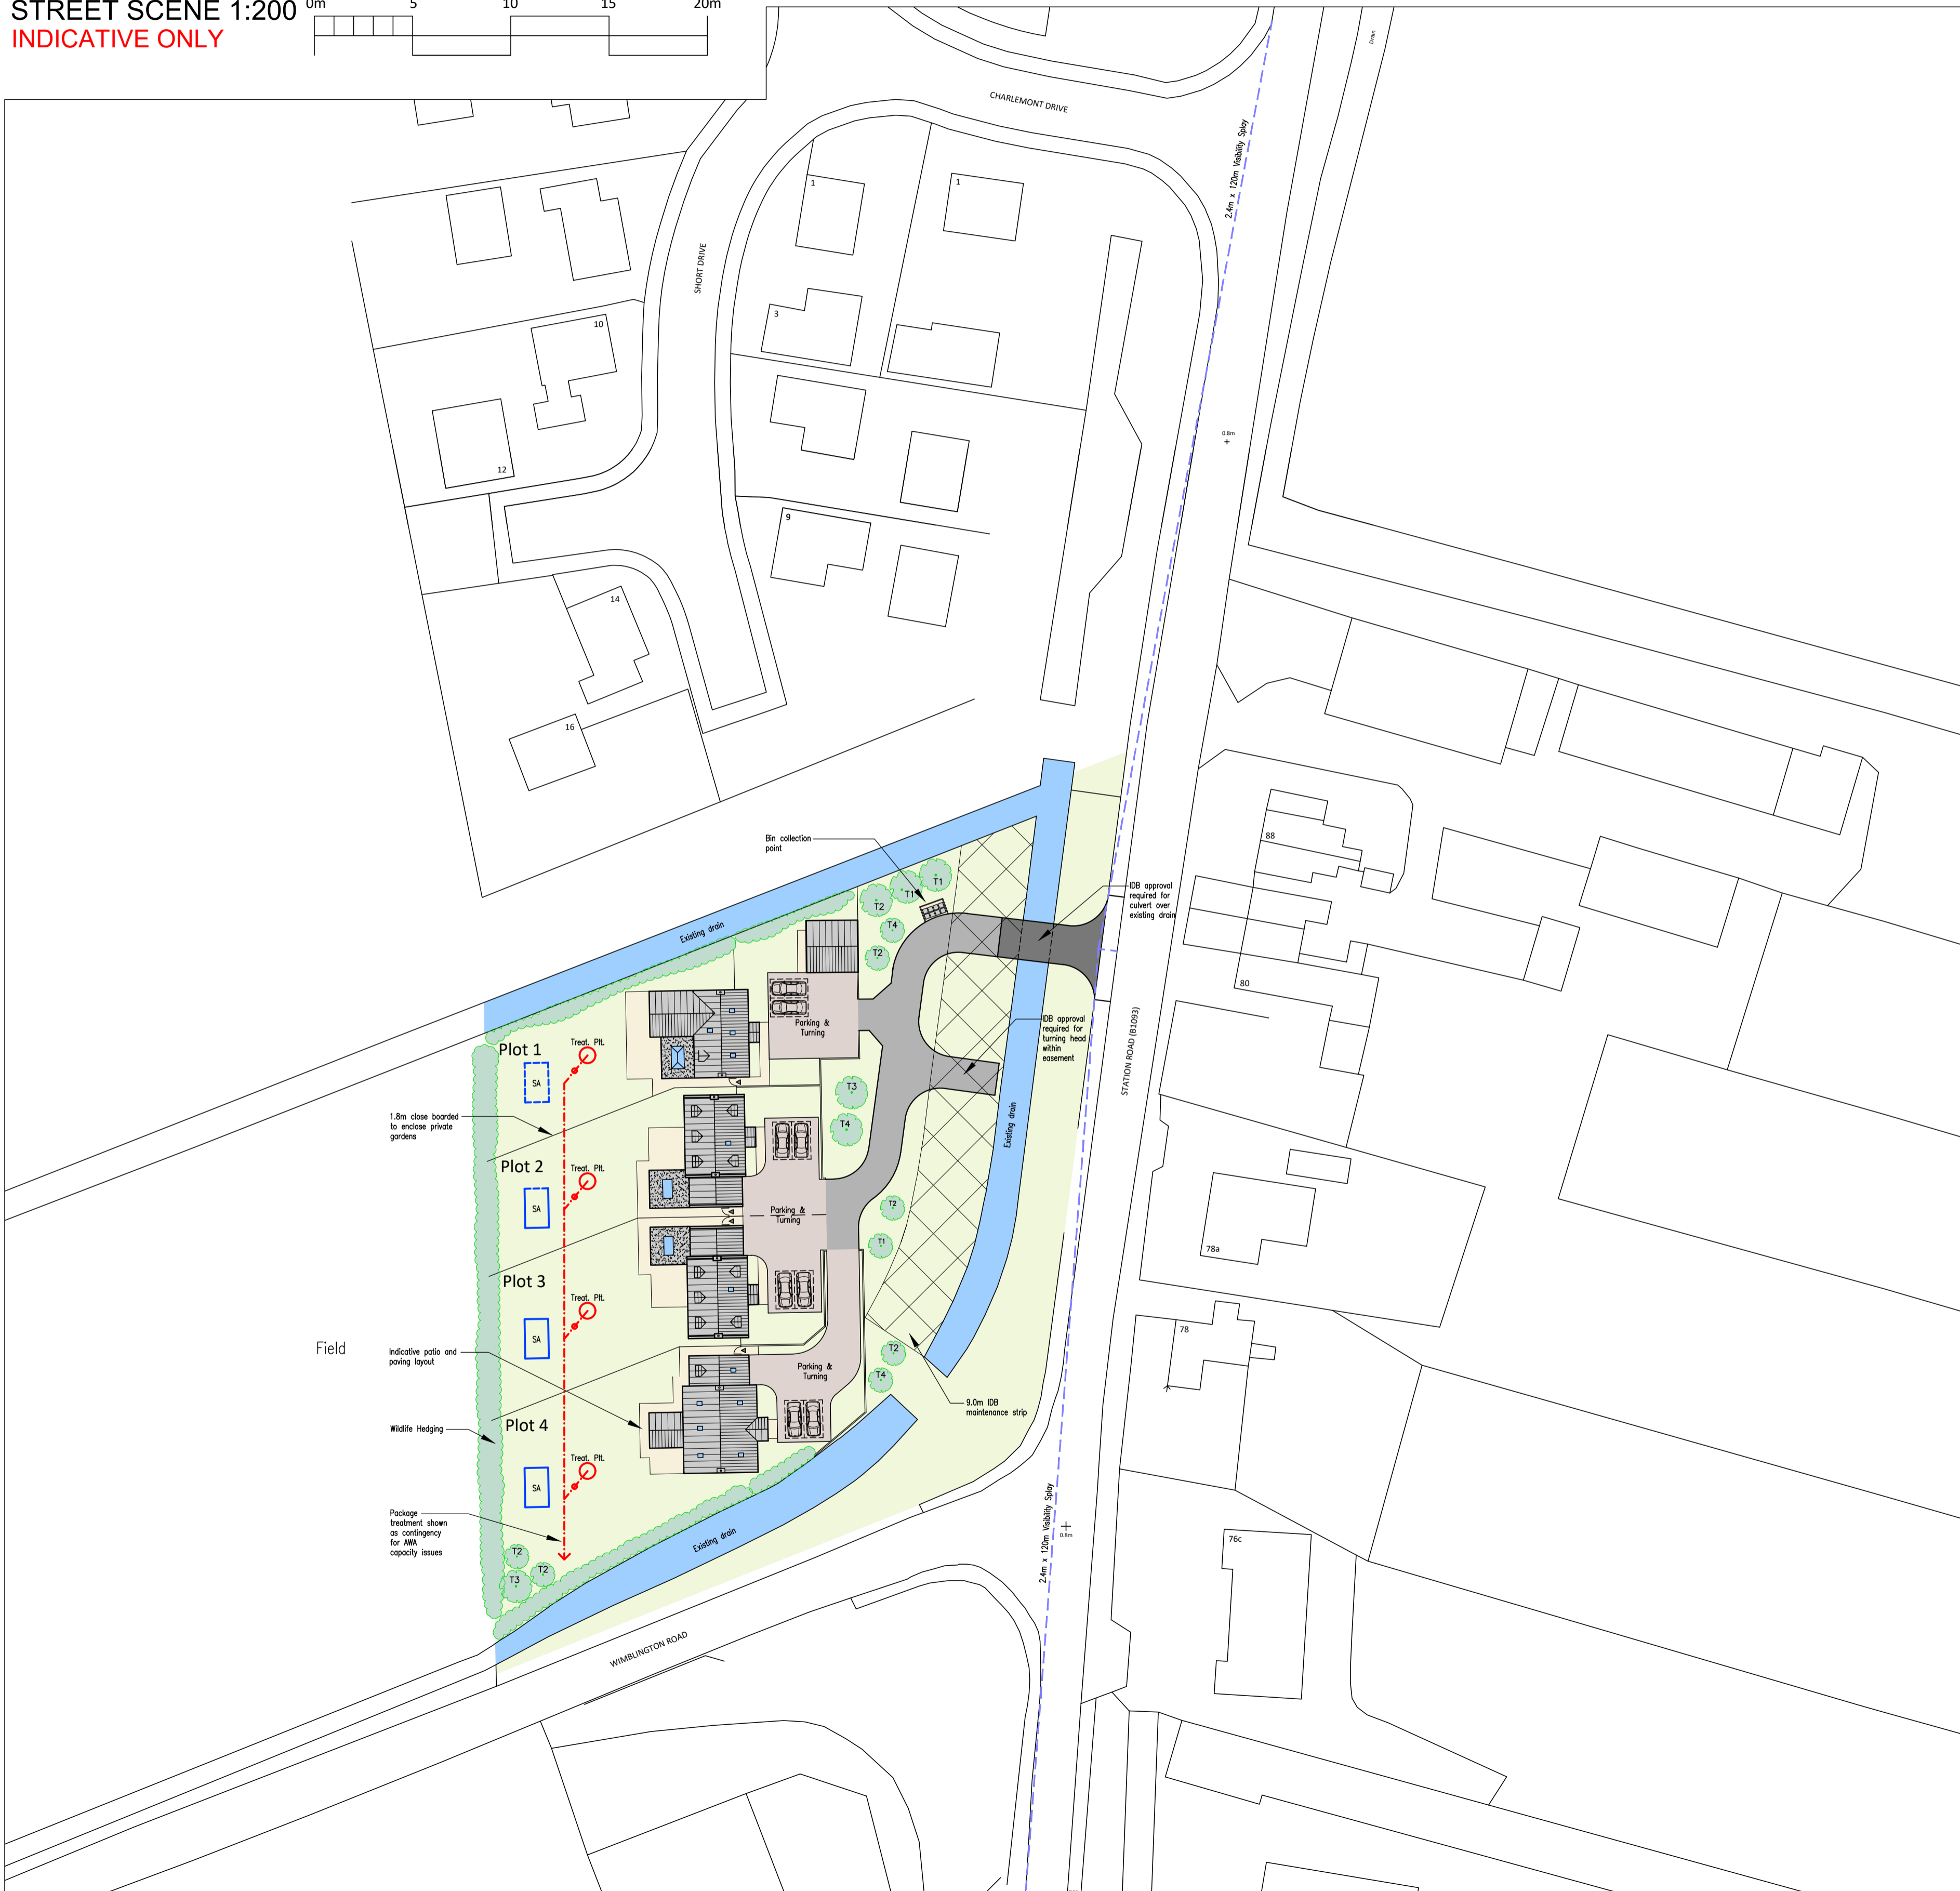 STREET SCENE 1:200
INDICATIVE ONLY
0m 5 10 15 20m
Drain
CHARLEMONT DRIVE
2.4m x 120m Visibility Splay
1
1
SHORT DRIVE
3
10
0.8m
12
9
14
16
Bin collection
point
88
IDB approval
required for
culvert over
existing drain
T1
T1
T2
T4
T2
Existing drain
80
Parking &
Turning
IDB approval
required for
turning head
within
easement
STATION ROAD (B1093)
Plot 1
Treat. Plt.
SA
T3
T4
1.8m close boarded
to enclose private
gardens
Existing drain
Plot 2
Treat. Plt.
SA
Parking &
Turning
T2
T1
78a
Plot 3
Treat. Plt.
SA
78
Field
Indicative patio and
paving layout
T2
T4
Parking &
Turning
9.0m IDB
maintenance strip
Wildlife Hedging
Plot 4
Treat. Plt.
SA
Package
treatment shown
as contingency
for AWA
capacity issues
T2
T2
T3
Existing drain
2.4m x 120m Visibility Splay
0.8m
76c
WIMBLINGTON ROAD